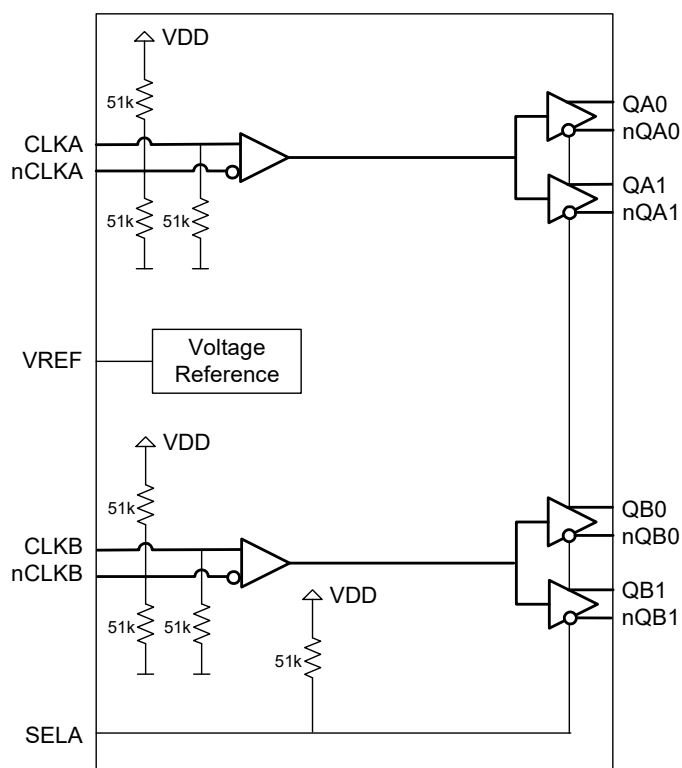 VDD
51k
CLKA
nCLKA
51k
51k
QA0
nQA0
QA1
nQA1
VREF
Voltage
Reference
VDD
51k
CLKB
nCLKB
51k
51k
VDD
51k
QB0
nQB0
QB1
nQB1
SELA